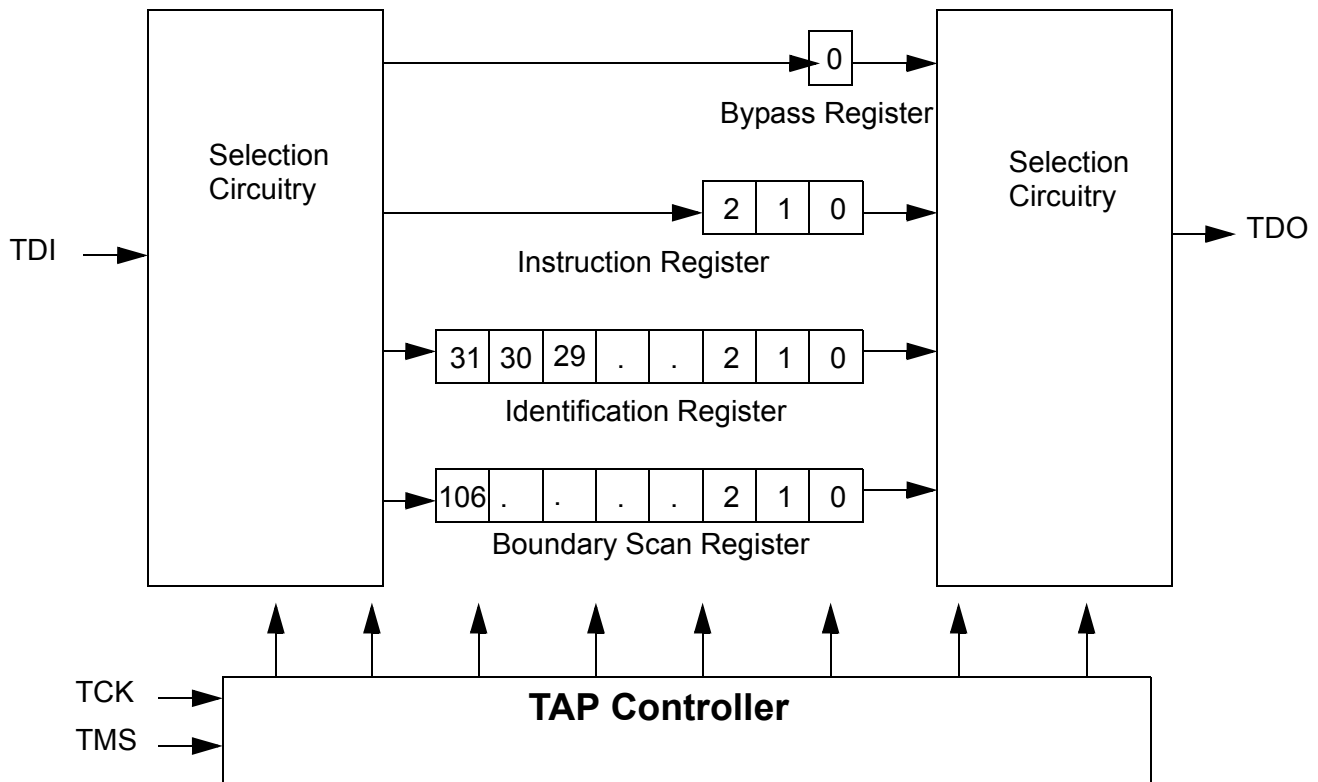 0
Bypass Register
Selection
Circuitry
Selection
Circuitry
2 1 0
TDI
TDO
Instruction Register
31 30 29 . . 2 1 0
Identification Register
106 . . . . 2 1 0
Boundary Scan Register
TCK
TMS
TAP Controller